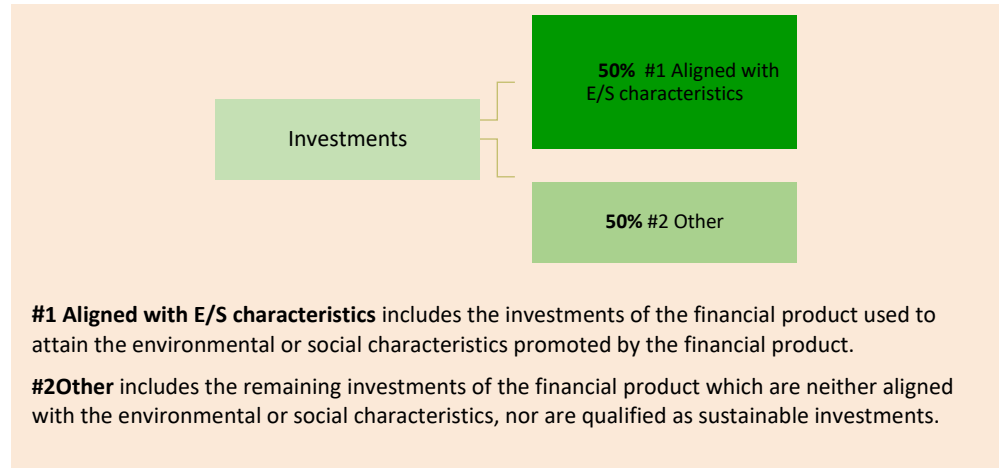 50% #1 Aligned with
E/S characteristics
Investments
50% #2 Other
#1 Aligned with E/S characteristics includes the investments of the financial product used to
attain the environmental or social characteristics promoted by the financial product.
#2Other includes the remaining investments of the financial product which are neither aligned
with the environmental or social characteristics, nor are qualified as sustainable investments.